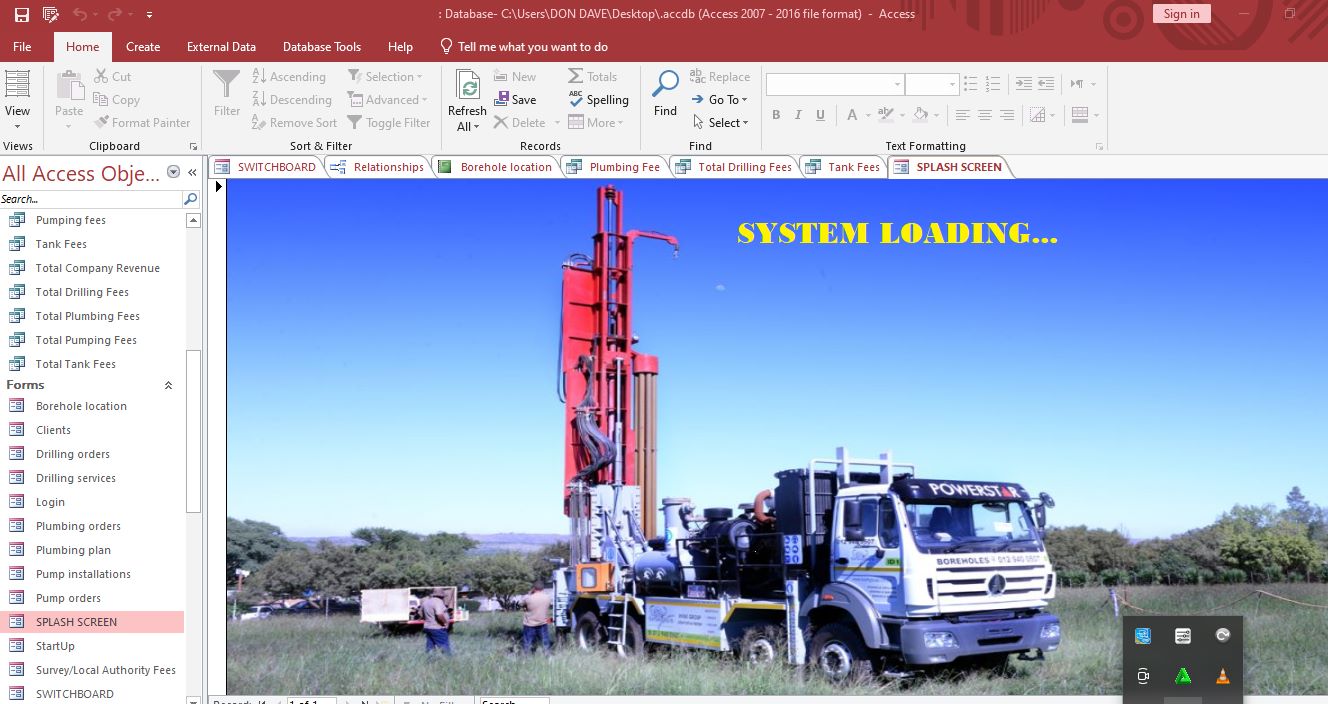 : Database- C:\Users\DON DAVE\Desktop\.accdb (Access 2007 - 2016 file format) - Access
Sign in
File Home Create External Data Database Tools Help Tell me what you want to do
View
Views
Paste
Cut
Copy
Format Painter
Clipboard
Filter
Ascending
Descending
Remove Sort
Selection
Advanced
Toggle Filter
Sort & Filter
Refresh
All
New
Save
Delete
Totals
Spelling
More
Records
Find
Replace
Go To
Select
Find
B I U A
Text Formatting
All Access Obje...
Search...
Pumping fees
Tank Fees
Total Company Revenue
Total Drilling Fees
Total Plumbing Fees
Total Pumping Fees
Total Tank Fees
Forms
Borehole location
Clients
Drilling orders
Drilling services
Login
Plumbing orders
Plumbing plan
Pump installations
Pump orders
SPLASH SCREEN
StartUp
Survey/Local Authority Fees
SWITCHBOARD
SWITCHBOARD Relationships Borehole location Plumbing Fee Total Drilling Fees Tank Fees SPLASH SCREEN
SYSTEM LOADING...
POWERSTAR
BOREHOLES
012 940 0507
ID1
1 of 1
Search